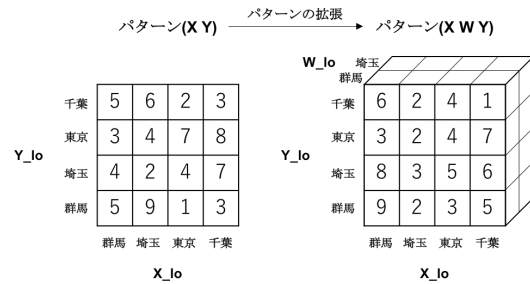 パターン(X Y)
パターンの拡張
パターン(X W Y)
W_lo
埼玉
群馬
Y_lo
千葉 5 6 2 3
東京 3 4 7 8
埼玉 4 2 4 7
群馬 5 9 1 3
群馬 埼玉 東京 千葉
X_lo
Y_lo
千葉 6 2 4 1
東京 3 2 4 7
埼玉 8 3 5 6
群馬 9 2 3 5
群馬 埼玉 東京 千葉
X_lo